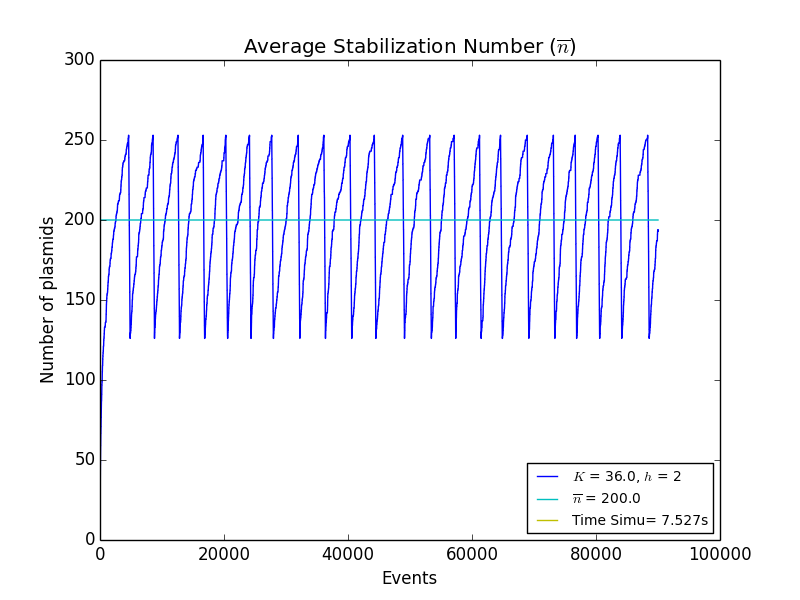 Average Stabilization Number (n̅)
300
250
200
150
100
50
0
Number of plasmids
0 20000 40000 60000 80000 100000
Events
K = 36.0, h = 2
n̅ = 200.0
Time Simu= 7.527s